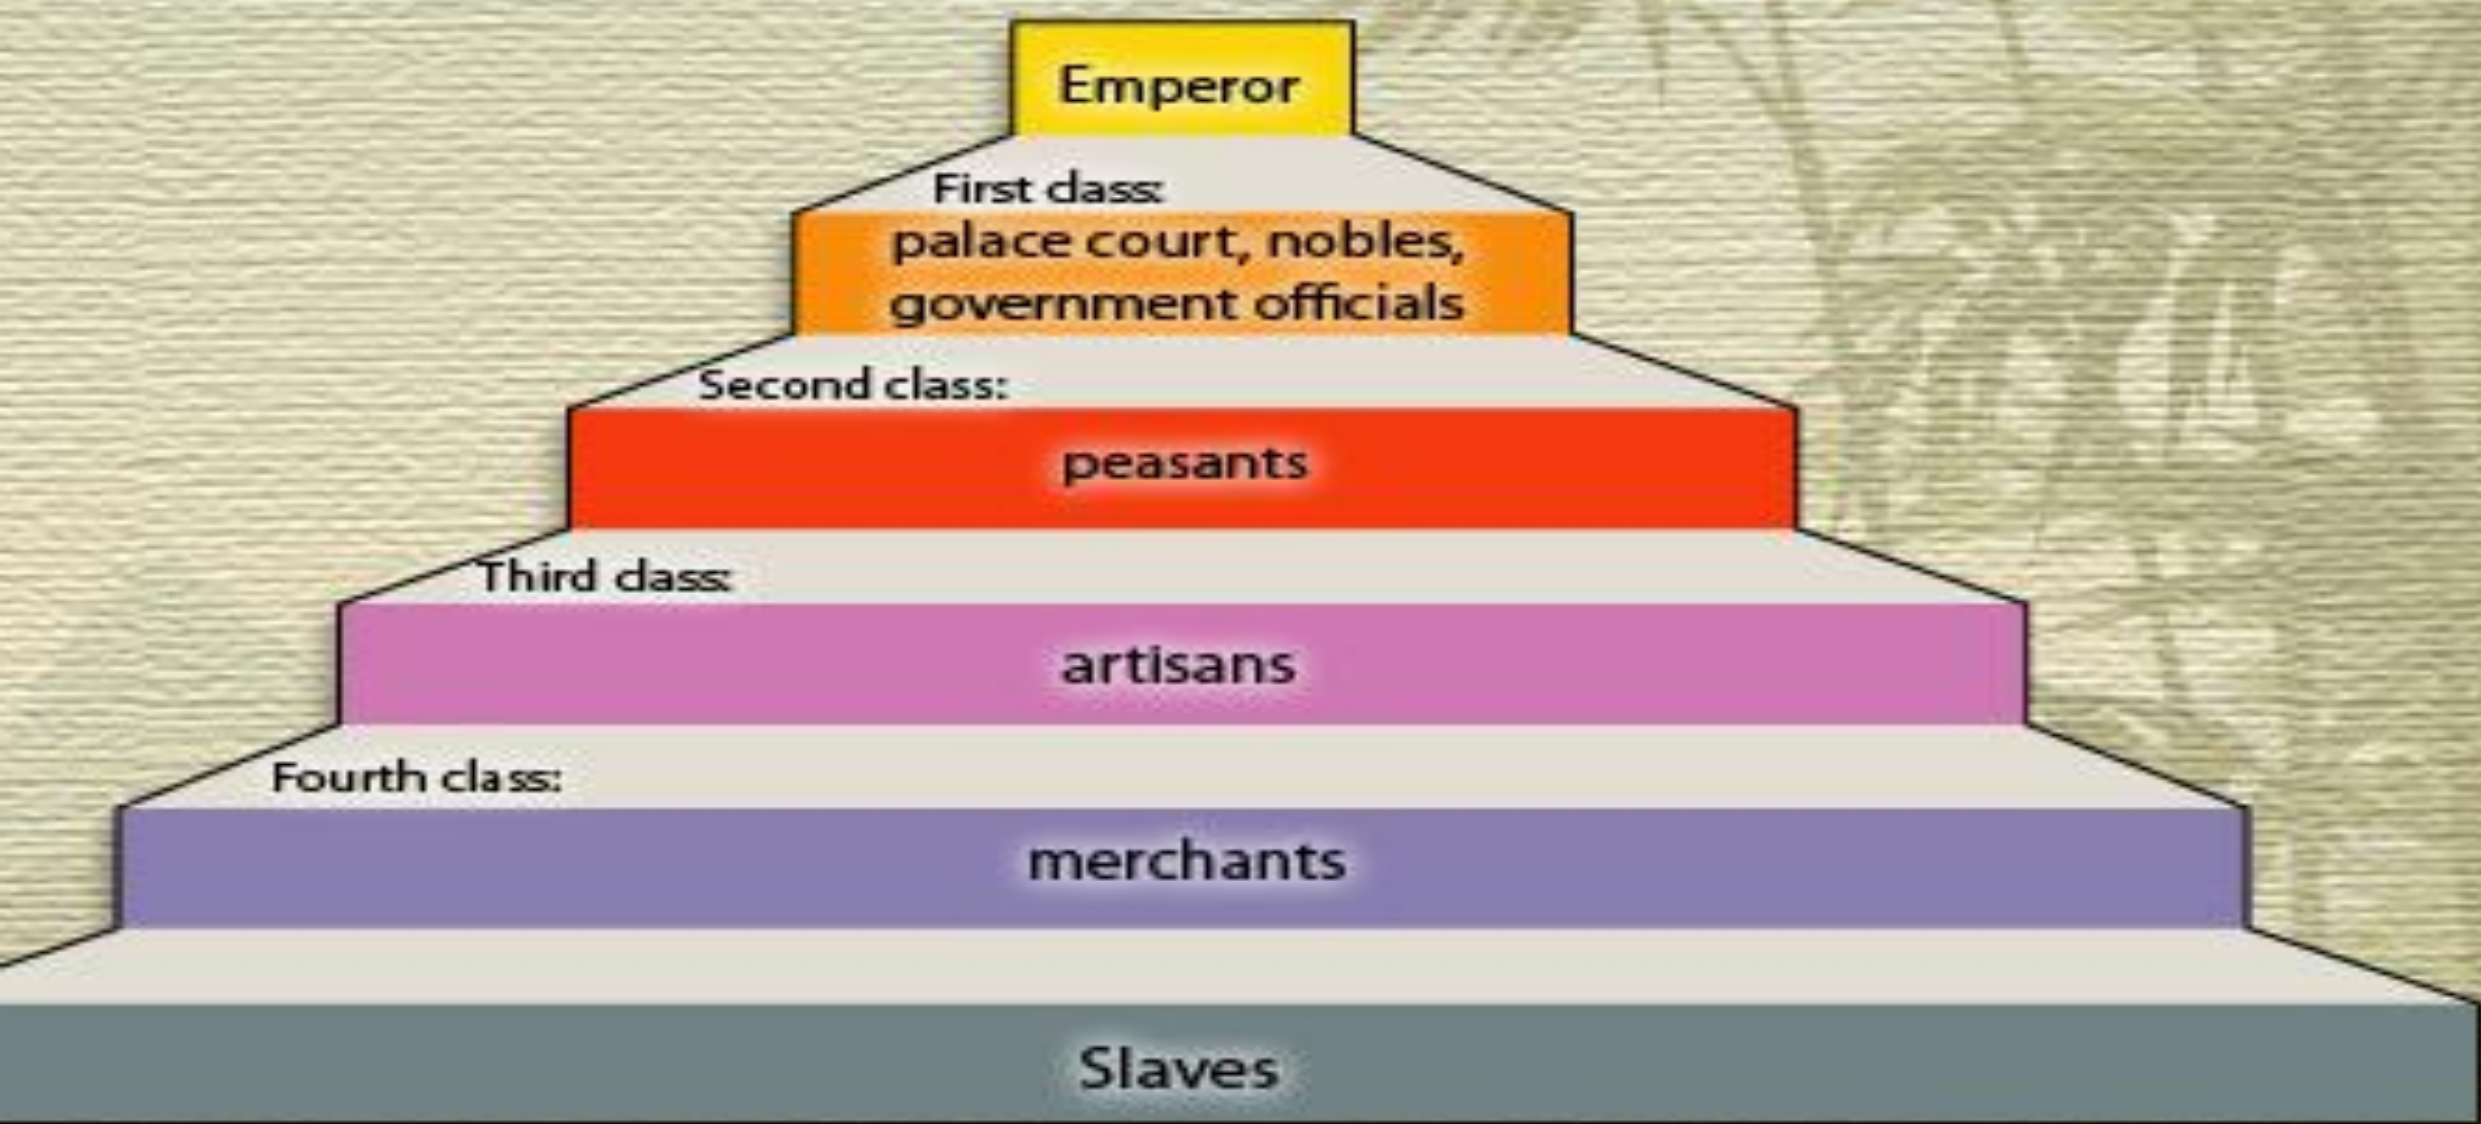 Emperor
First class:
palace court, nobles,
government officials
Second class:
peasants
Third class:
artisans
Fourth class:
merchants
Slaves